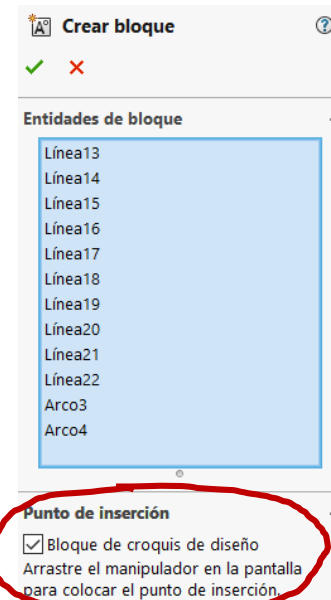 Crear bloque
Entidades de bloque
Línea13
Línea14
Línea15
Línea16
Línea17
Línea18
Línea19
Línea20
Línea21
Línea22
Arco3
Arco4
Punto de inserción
Bloque de croquis de diseño
Arrastre el manipulador en la pantalla
para colocar el punto de inserción.